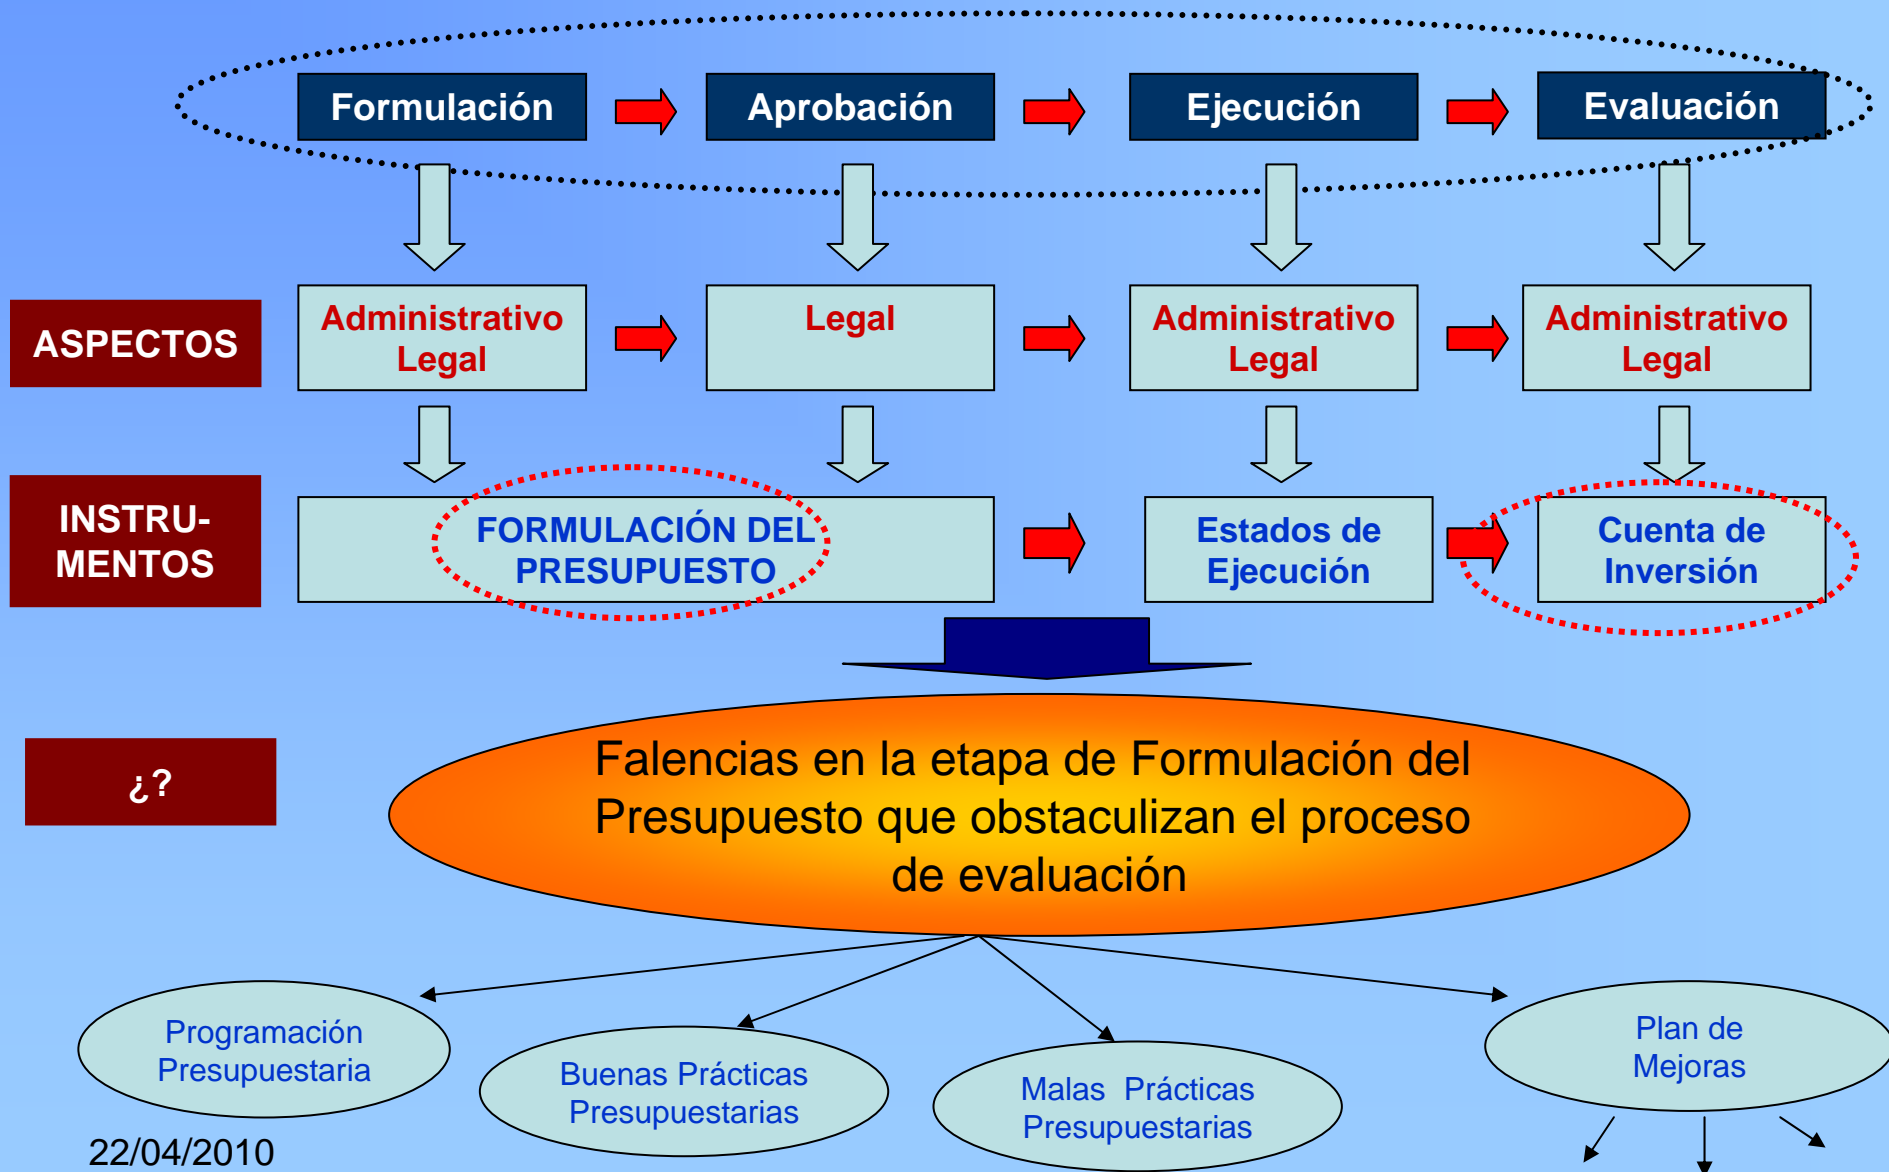 Formulación
Aprobación
Ejecución
Evaluación
ASPECTOS
Administrativo
Legal
Legal
Administrativo
Legal
Administrativo
Legal
INSTRU-
MENTOS
FORMULACIÓN DEL
PRESUPUESTO
Estados de
Ejecución
Cuenta de
Inversión
¿?
Falencias en la etapa de Formulación del
Presupuesto que obstaculizan el proceso
de evaluación
Programación
Presupuestaria
Buenas Prácticas
Presupuestarias
Malas  Prácticas
Presupuestarias
Plan de
Mejoras
22/04/2010